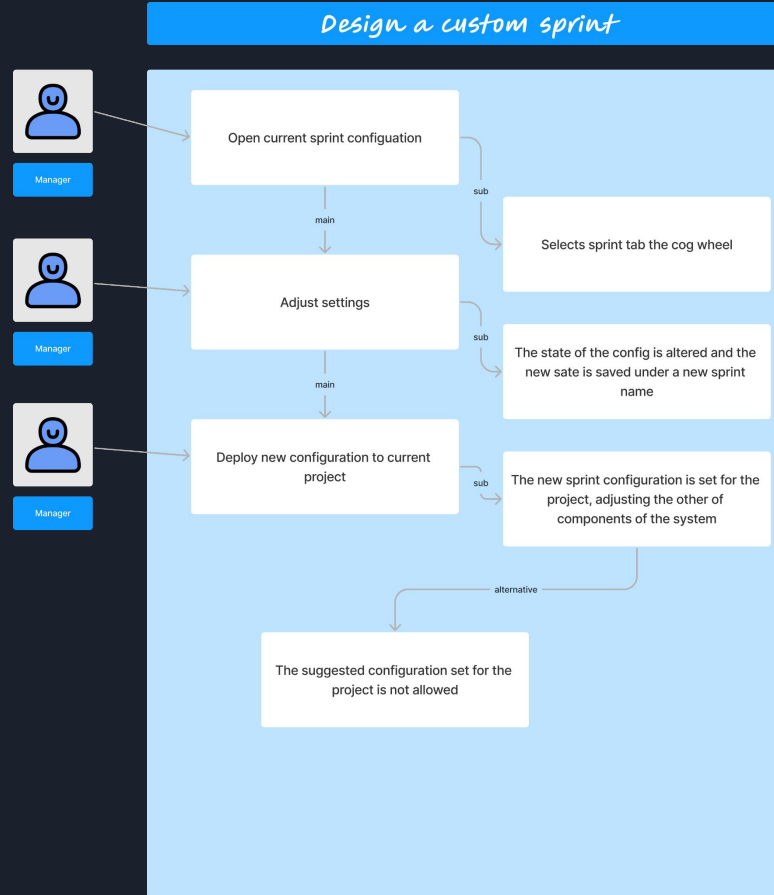 Design a custom sprint
Manager
Open current sprint configuation
sub
main
Selects sprint tab the cog wheel
Manager
Adjust settings
sub
The state of the config is altered and the
new sate is saved under a new sprint
name
main
Manager
Deploy new configuration to current
project
sub
The new sprint configuration is set for the
project, adjusting the other of
components of the system
alternative
The suggested configuration set for the
project is not allowed